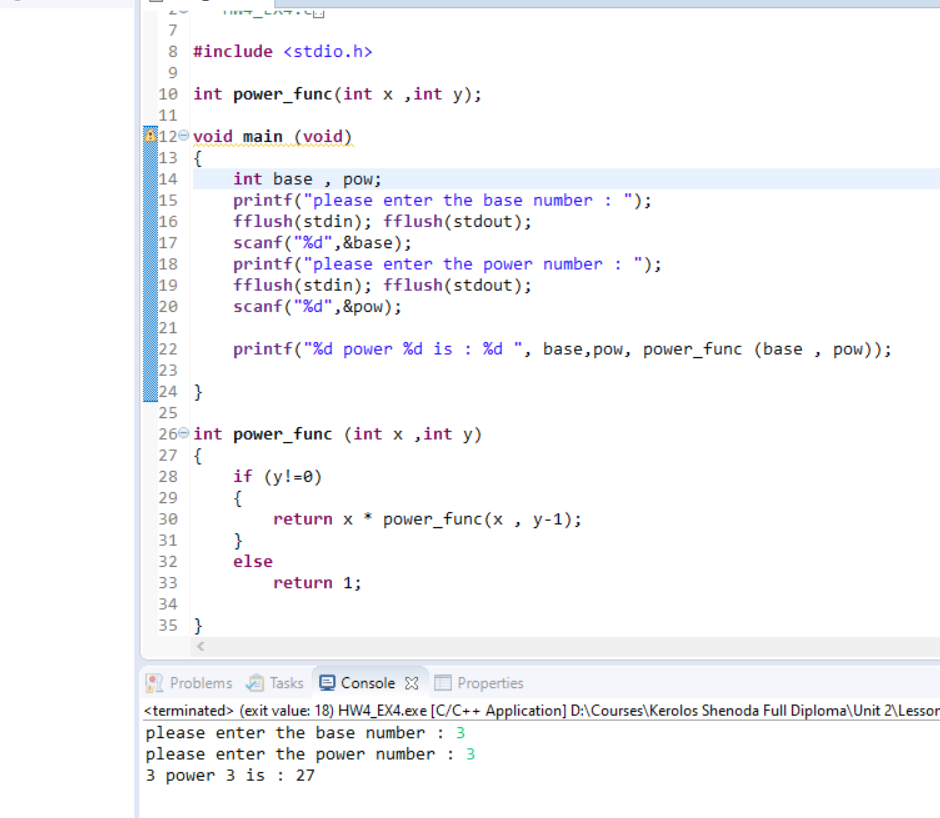 7
8 #include <stdio.h>
9
10 int power_func(int x ,int y);
11
12 void main (void)
13 {
14 int base , pow;
15 printf("please enter the base number : ");
16 fflush(stdin); fflush(stdout);
17 scanf("%d",&base);
18 printf("please enter the power number : ");
19 fflush(stdin); fflush(stdout);
20 scanf("%d",&pow);
21
22 printf("%d power %d is : %d ", base,pow, power_func (base , pow));
23
24 }
25
26 int power_func (int x ,int y)
27 {
28 if (y!=0)
29 {
30 return x * power_func(x , y-1);
31 }
32 else
33 return 1;
34
35 }
Problems Tasks Console Properties
<terminated> (exit value: 18) HW4_EX4.exe [C/C++ Application] D:\Courses\Kerolos Shenoda Full Diploma\Unit 2\Lesson
please enter the base number : 3
please enter the power number : 3
3 power 3 is : 27